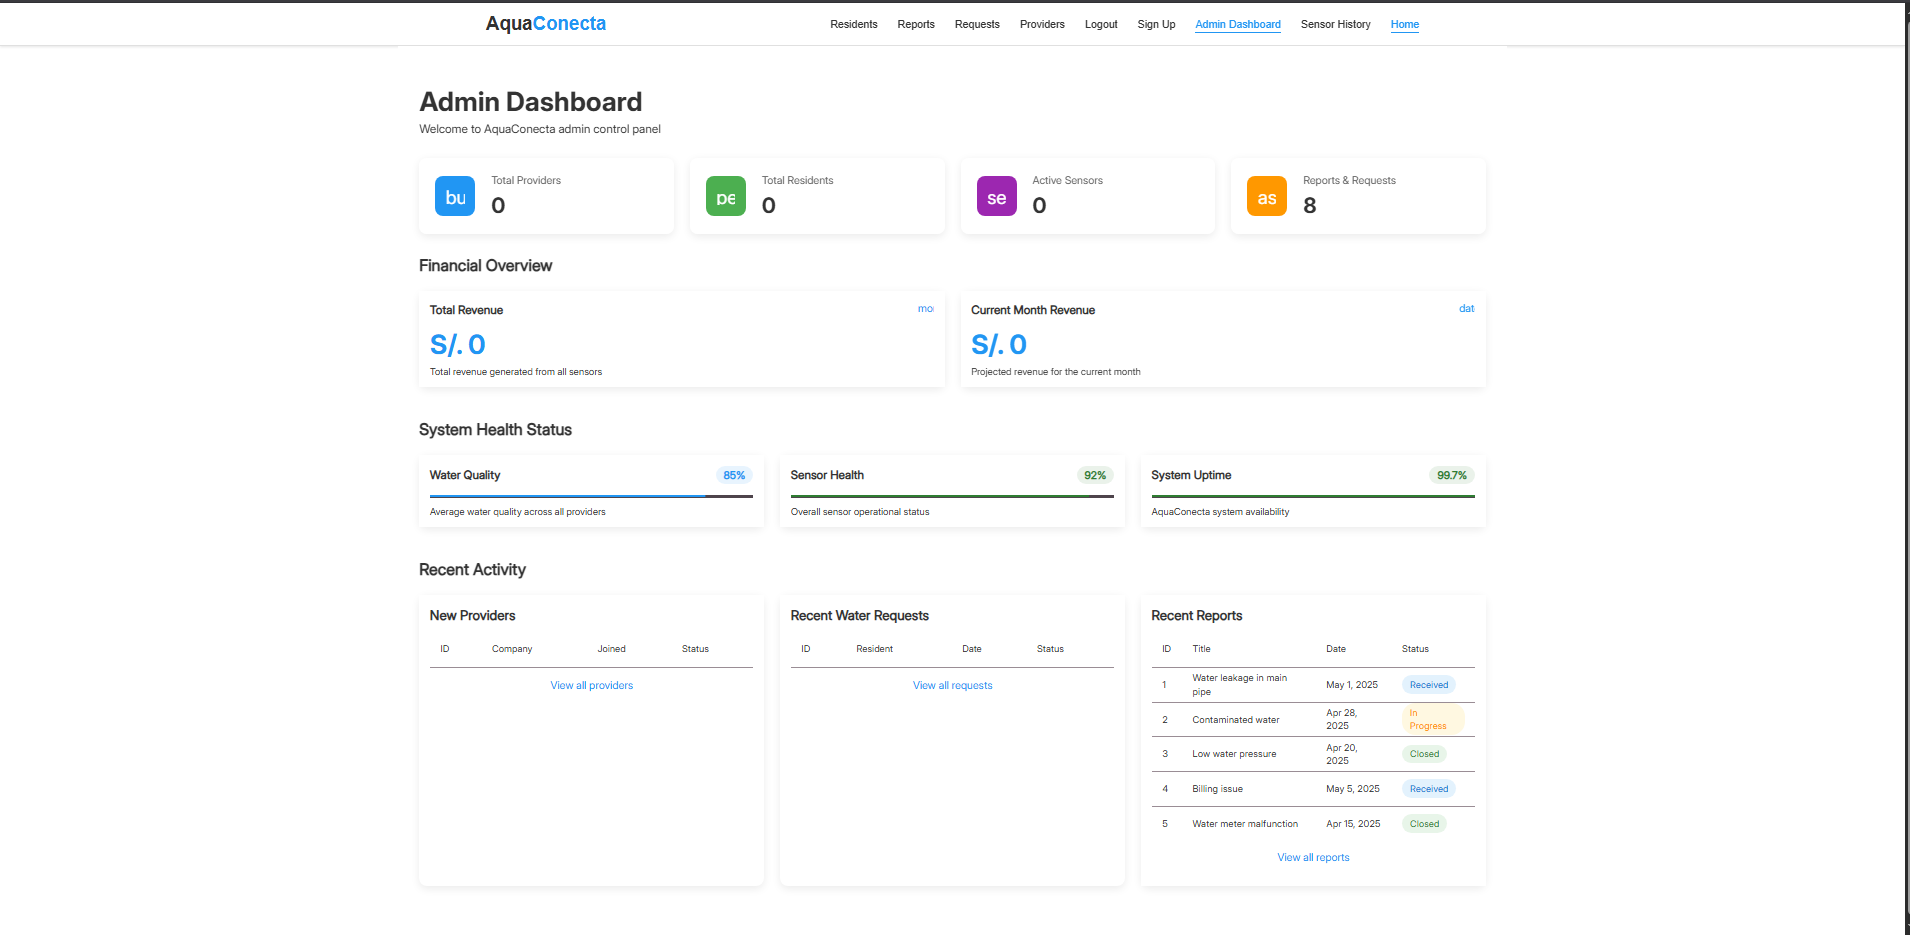 AquaConecta
Residents Reports Requests Providers Logout Sign Up Admin Dashboard Sensor History Home
Admin Dashboard
Welcome to AquaConecta admin control panel
bu
Total Providers
0
pe
Total Residents
0
se
Active Sensors
0
as
Reports & Requests
8
Financial Overview
Total Revenue
mo
S/. 0
Total revenue generated from all sensors
Current Month Revenue
dat
S/. 0
Projected revenue for the current month
System Health Status
Water Quality 85%
Average water quality across all providers
Sensor Health 92%
Overall sensor operational status
System Uptime 99.7%
AquaConecta system availability
Recent Activity
New Providers
ID Company Joined Status
View all providers
Recent Water Requests
ID Resident Date Status
View all requests
Recent Reports
ID Title Date Status
1 Water leakage in main
pipe
May 1, 2025 Received
2 Contaminated water
Apr 28,
2025
In
Progress
3 Low water pressure
Apr 20,
2025
Closed
4 Billing issue May 5, 2025 Received
5 Water meter malfunction Apr 15, 2025 Closed
View all reports